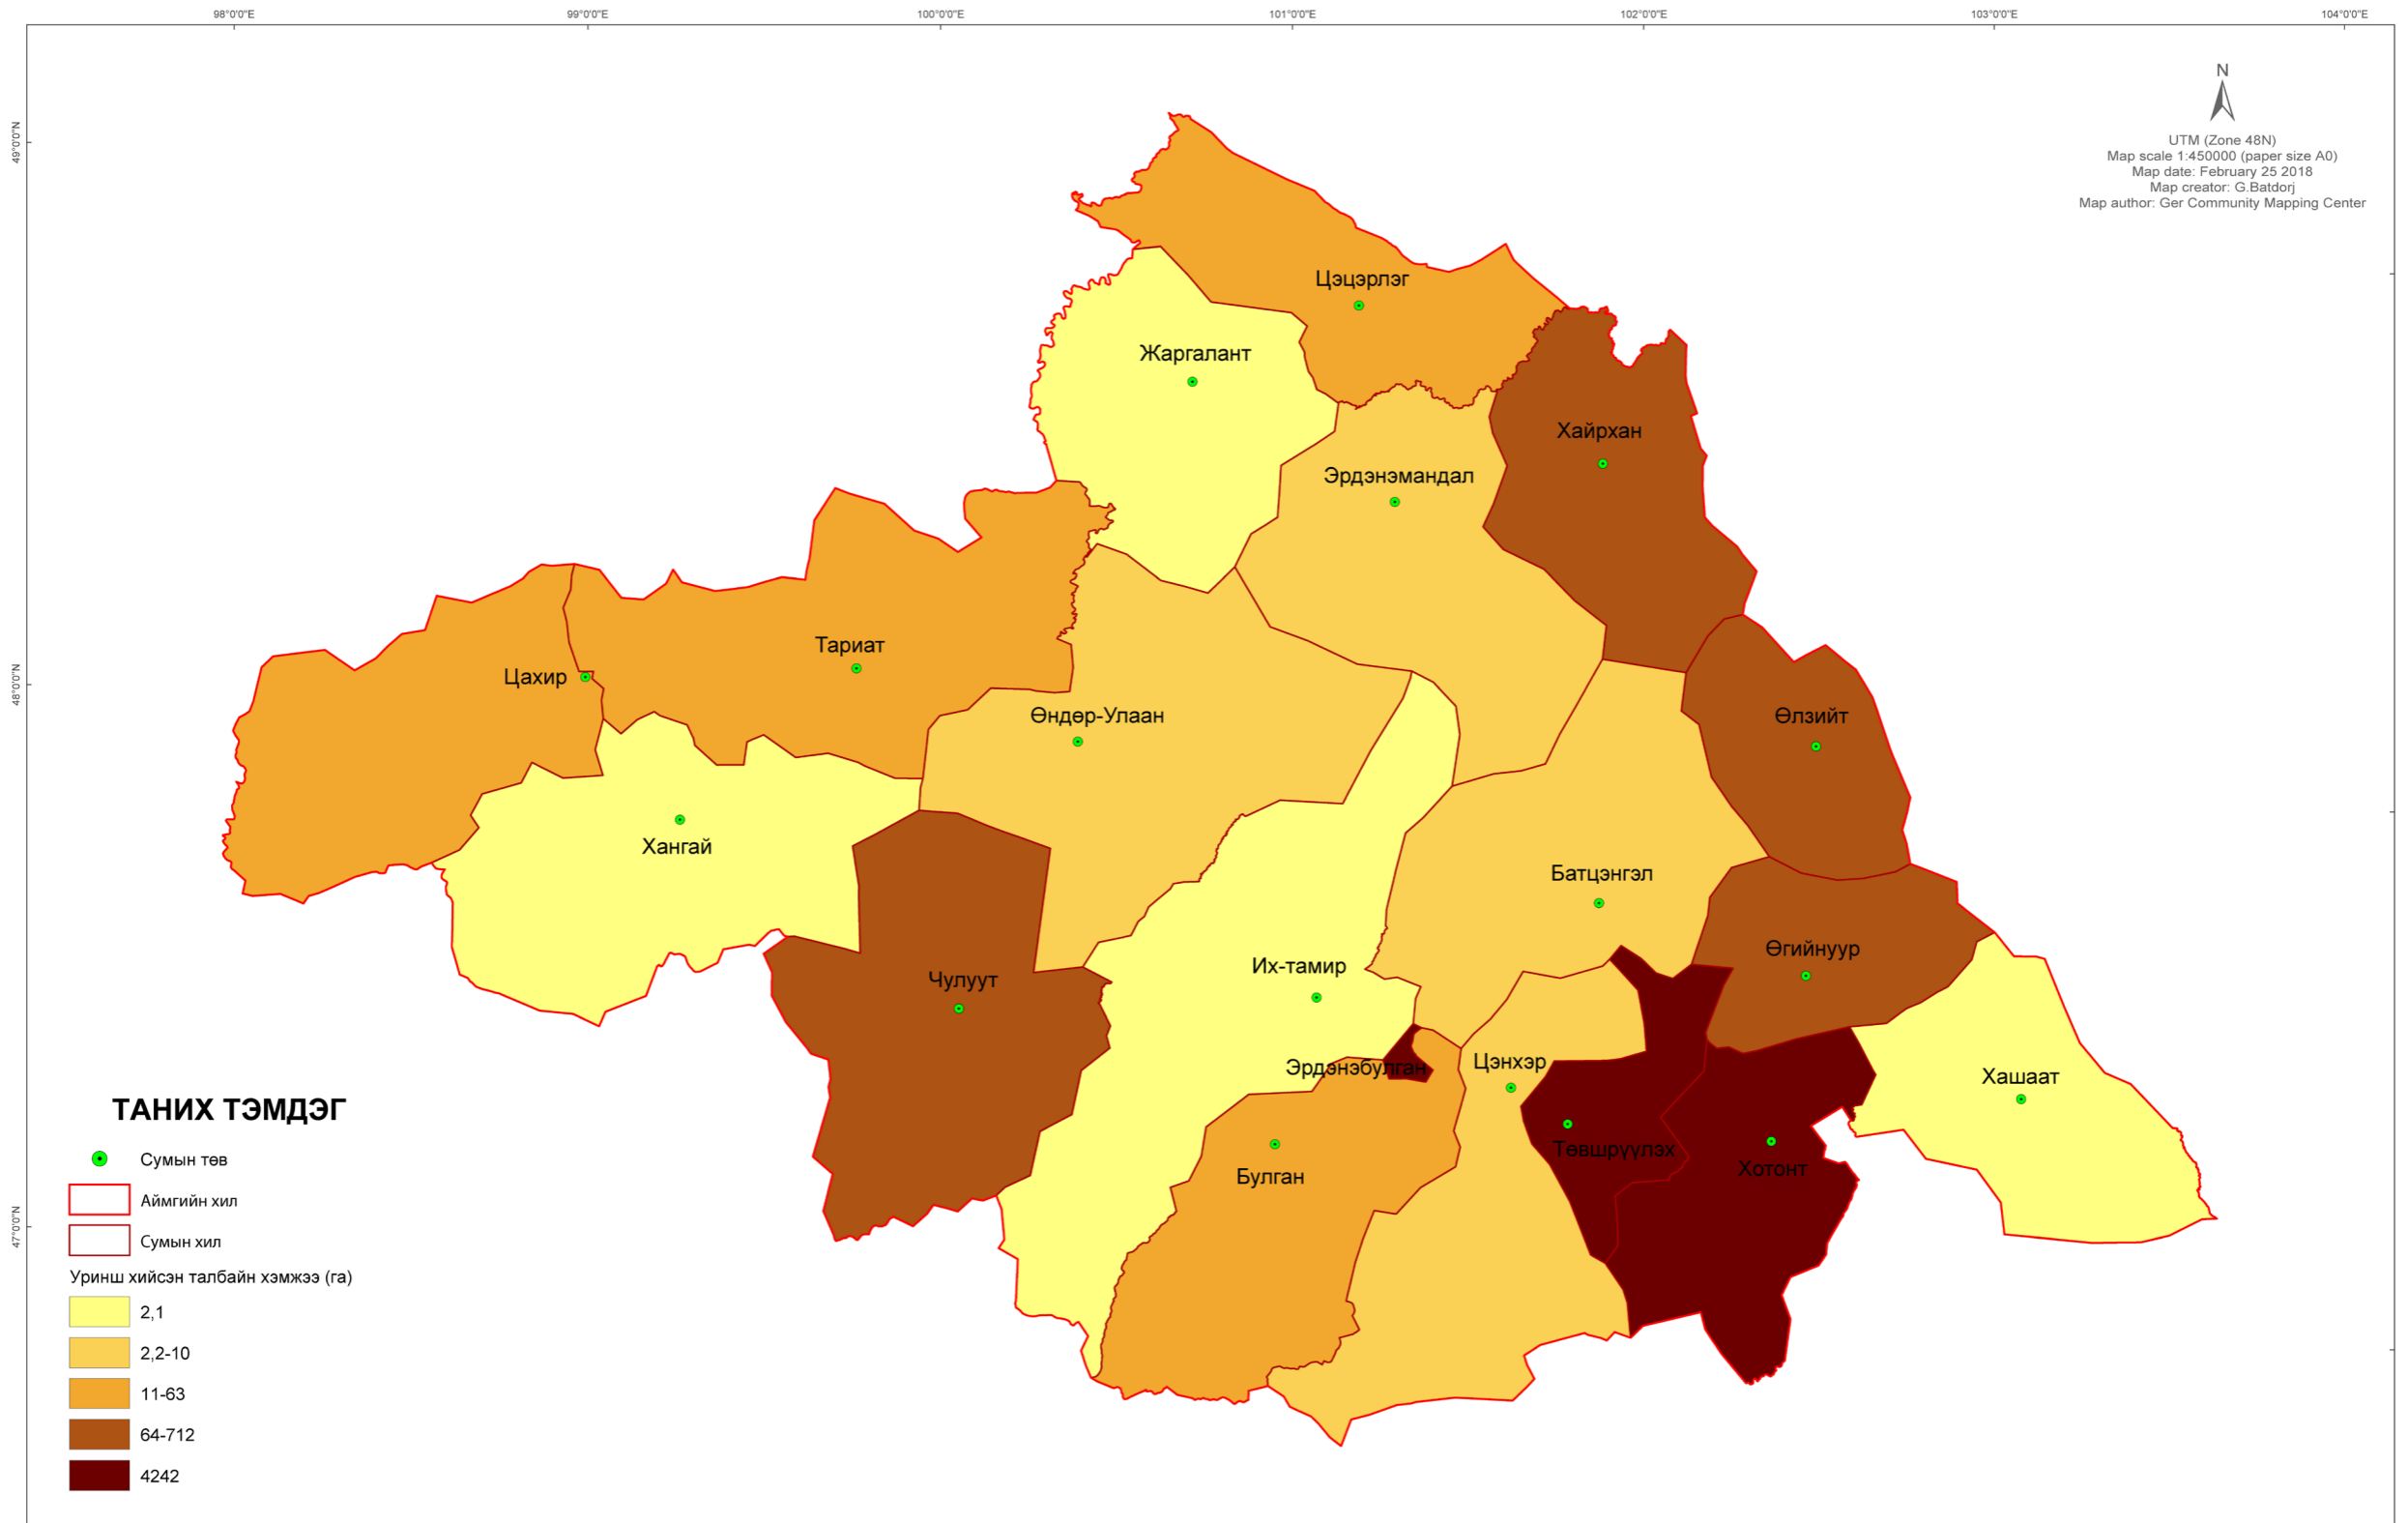 98°0'0"E 99°0'0"E 100°0'0"E 101°0'0"E 102°0'0"E 103°0'0"E 104°0'0"E
N
UTM (Zone 48N)
Map scale 1:450000 (paper size A0)
Map date: February 25 2018
Map creator: G.Batdorj
Map author: Ger Community Mapping Center
49°0'0"N
48°0'0"N
47°0'0"N
Цэцэрлэг
Жаргалант
Хайрхан
Эрдэнэмандал
Тариат
Цахир
Өндөр-Улаан
Өлзийт
Хангай
Батцэнгэл
Өгийнуур
Их-тамир
Чулуут
Эрдэнэбулган
Цэнхэр
Хашаат
Төвшрүүлэх
Хотонт
Булган
ТАНИХ ТЭМДЭГ
Сумын төв
Аймгийн хил
Сумын хил
Уринш хийсэн талбайн хэмжээ (га)
2,1
2,2-10
11-63
64-712
4242